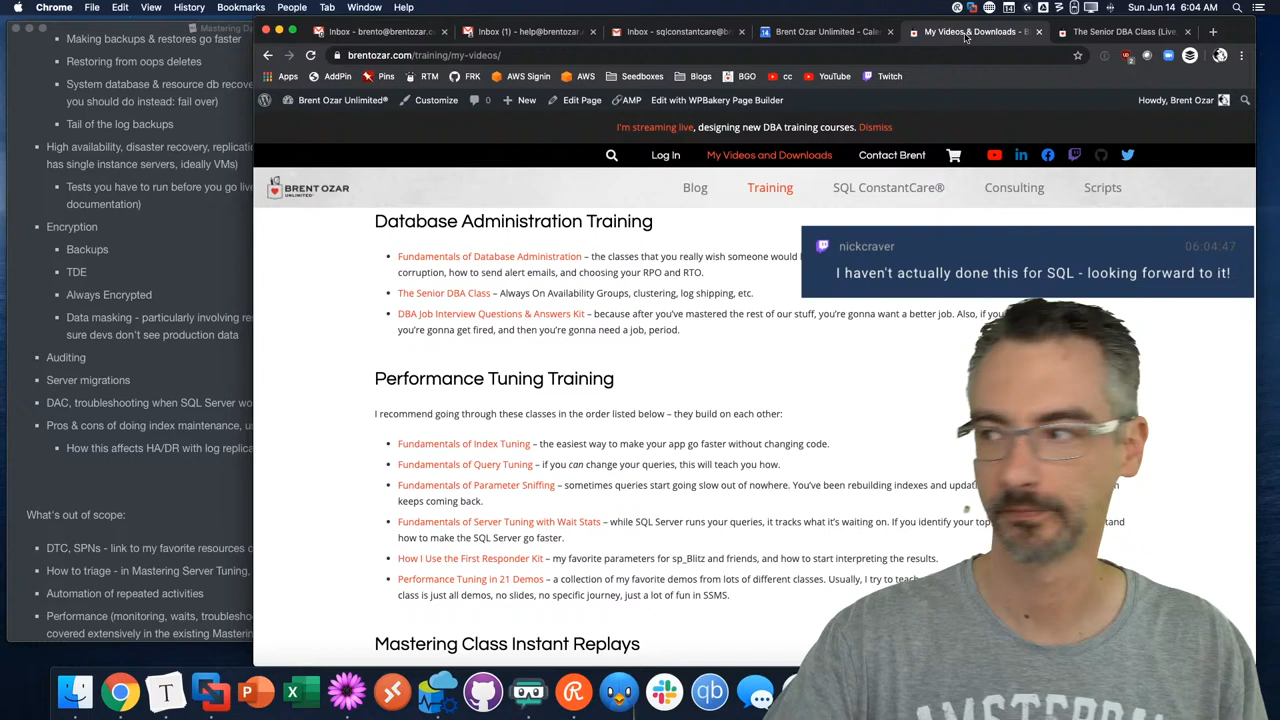 Chrome File Edit View History Bookmarks People Tab Window Help
Sun Jun 14 6:04 AM
Mastering Da
Making backups & restores go faster
Restoring from oops deletes
System database & resource db recove
you should do instead: fail over)
Tail of the log backups
High availability, disaster recovery, replicatio
has single instance servers, ideally VMs)
Tests you have to run before you go live
documentation)
Encryption
Backups
TDE
Always Encrypted
Data masking - particularly involving re
sure devs don't see production data
Auditing
Server migrations
DAC, troubleshooting when SQL Server wo
Pros & cons of doing index maintenance, u
How this affects HA/DR with log replica
What's out of scope:
DTC, SPNs - link to my favorite resources o
How to triage - in Mastering Server Tuning,
Automation of repeated activities
Performance (monitoring, waits, troubleshoo
covered extensively in the existing Mastering
Inbox - brento@brentozar.c
Inbox (1) - help@brentozar.
Inbox - sqlconstantcare@br
Brent Ozar Unlimited - Cale
My Videos & Downloads - B
The Senior DBA Class (Live,
brentozar.com/training/my-videos/
Apps AddPin Pins RTM FRK AWS Seedboxes Blogs BGO cc YouTube Twitch
Brent Ozar Unlimited® Customize 0 New Edit Page AMP Edit with WPBakery Page Builder Howdy, Brent Ozar
I'm streaming live, designing new DBA training courses. Dismiss
Log In My Videos and Downloads Contact Brent
BRENT OZAR
UNLIMITED
Blog Training SQL ConstantCare® Consulting Scripts
Database Administration Training
Fundamentals of Database Administration – the classes that you really wish someone would
corruption, how to send alert emails, and choosing your RPO and RTO.
The Senior DBA Class – Always On Availability Groups, clustering, log shipping, etc.
DBA Job Interview Questions & Answers Kit – because after you've mastered the rest of our stuff, you're gonna want a better job. Also, if
you're gonna get fired, and then you're gonna need a job, period.
nickcraver 06:04:47
I haven't actually done this for SQL - looking forward to it!
Performance Tuning Training
I recommend going through these classes in the order listed below – they build on each other:
Fundamentals of Index Tuning – the easiest way to make your app go faster without changing code.
Fundamentals of Query Tuning – if you can change your queries, this will teach you how.
Fundamentals of Parameter Sniffing – sometimes queries start going slow out of nowhere. You've been rebuilding indexes and updati
keeps coming back.
Fundamentals of Server Tuning with Wait Stats – while SQL Server runs your queries, it tracks what it's waiting on. If you identify your top
how to make the SQL Server go faster.
How I Use the First Responder Kit – my favorite parameters for sp_Blitz and friends, and how to start interpreting the results.
Performance Tuning in 21 Demos – a collection of my favorite demos from lots of different classes. Usually, I try to teac
class is just all demos, no slides, no specific journey, just a lot of fun in SSMS.
Mastering Class Instant Replays
AMSTERDAM